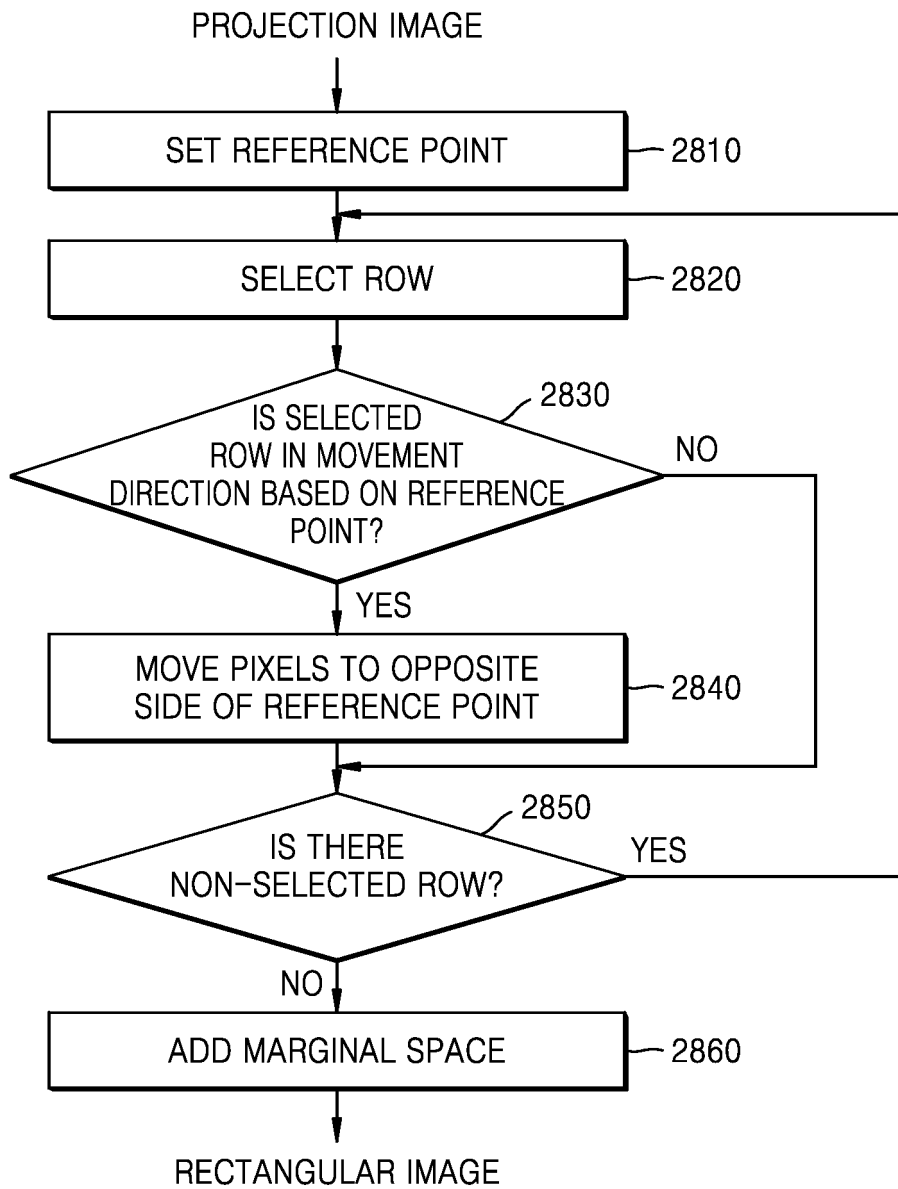 PROJECTION IMAGE
SET REFERENCE POINT
2810
SELECT ROW
2820
2830
IS SELECTED
ROW IN MOVEMENT
DIRECTION BASED ON REFERENCE
POINT?
NO
YES
MOVE PIXELS TO OPPOSITE
SIDE OF REFERENCE POINT
2840
2850
IS THERE
NON-SELECTED ROW?
YES
NO
ADD MARGINAL SPACE
2860
RECTANGULAR IMAGE